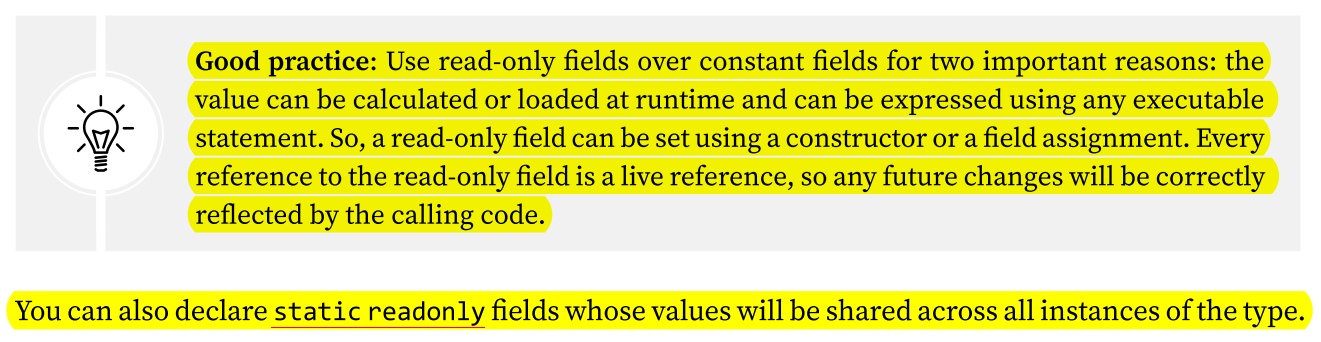 Good practice: Use read-only fields over constant fields for two important reasons: the
value can be calculated or loaded at runtime and can be expressed using any executable
statement. So, a read-only field can be set using a constructor or a field assignment. Every
reference to the read-only field is a live reference, so any future changes will be correctly
reflected by the calling code.
You can also declare static readonly fields whose values will be shared across all instances of the type.